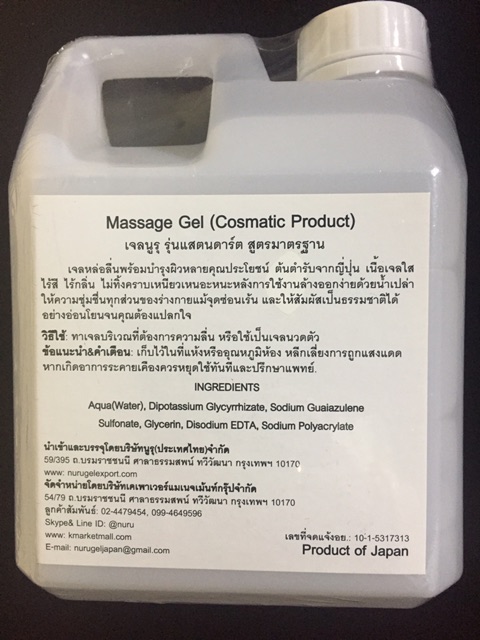 Massage Gel (Cosmatic Product)
เจลนูรุ รุ่นแสตนดาร์ต สูตรมาตรฐาน
เจลหล่อลื่นพร้อมบำรุงผิวหลายคุณประโยชน์ ต้นตำรับจากญี่ปุ่น เนื้อเจลใส
ไร้สี ไร้กลิ่น ไม่ทิ้งคราบเหนียวเหนอะหนะหลังการใช้งานล้างออกง่ายด้วยน้ำเปล่า
ให้ความชุ่มชื่นทุกส่วนของร่างกายแม้จุดซ่อนเร้น และให้สัมผัสเป็นธรรมชาติได้
อย่างอ่อนโยนจนคุณต้องแปลกใจ
วิธีใช้: ทาเจลบริเวณที่ต้องการความลื่น หรือใช้เป็นเจลนวดตัว
ข้อแนะนำ&คำเตือน: เก็บไว้ในที่แห้งหรืออุณหภูมิห้อง หลีกเลี่ยงการถูกแสงแดด
หากเกิดอาการระคายเคืองควรหยุดใช้ทันทีและปรึกษาแพทย์.
INGREDIENTS
Aqua(Water), Dipotassium Glycyrrhizate, Sodium Guaiazulene
Sulfonate, Glycerin, Disodium EDTA, Sodium Polyacrylate
นำเข้าและบรรจุโดยบริษัทนูรุ(ประเทศไทย)จำกัด
59/395 ถ.บรมราชชนนี ศาลาธรรมสพน์ ทวีวัฒนา กรุงเทพฯ 10170
www: nurugelexport.com
จัดจำหน่ายโดยบริษัทเคเพาเวอร์แมเนจเม้นท์กรุ๊ปจำกัด
54/79 ถ.บรมราชชนนี ศาลาธรรมสพน์ ทวีวัฒนา กรุงเทพฯ 10170
ลูกค้าสัมพันธ์: 02-4479454, 099-4649596
Skype& Line ID: @nuru
www: kmarketmall.com เลขที่จดแจ้งอย.: 10-1-5317313
E-mail: nurugeljapan@gmail.com Product of Japan